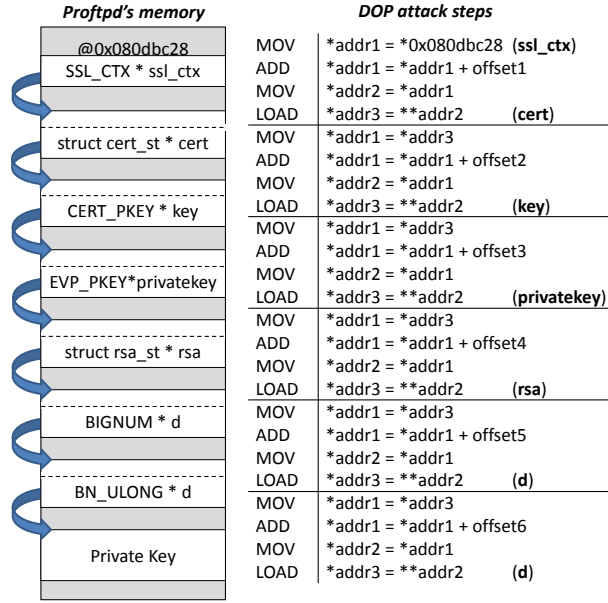 Proftpd's memory
@0x080dbc28
SSL_CTX * ssl_ctx
struct cert_st * cert
CERT_PKEY * key
EVP_PKEY*privatekey
struct rsa_st * rsa
BIGNUM * d
BN_ULONG * d
Private Key
DOP attack steps
MOV *addr1 = *0x080dbc28 (ssl_ctx)
ADD *addr1 = *addr1 + offset1
MOV *addr2 = *addr1
LOAD *addr3 = **addr2 (cert)
MOV *addr1 = *addr3
ADD *addr1 = *addr1 + offset2
MOV *addr2 = *addr1
LOAD *addr3 = **addr2 (key)
MOV *addr1 = *addr3
ADD *addr1 = *addr1 + offset3
MOV *addr2 = *addr1
LOAD *addr3 = **addr2 (privatekey)
MOV *addr1 = *addr3
ADD *addr1 = *addr1 + offset4
MOV *addr2 = *addr1
LOAD *addr3 = **addr2 (rsa)
MOV *addr1 = *addr3
ADD *addr1 = *addr1 + offset5
MOV *addr2 = *addr1
LOAD *addr3 = **addr2 (d)
MOV *addr1 = *addr3
ADD *addr1 = *addr1 + offset6
MOV *addr2 = *addr1
LOAD *addr3 = **addr2 (d)